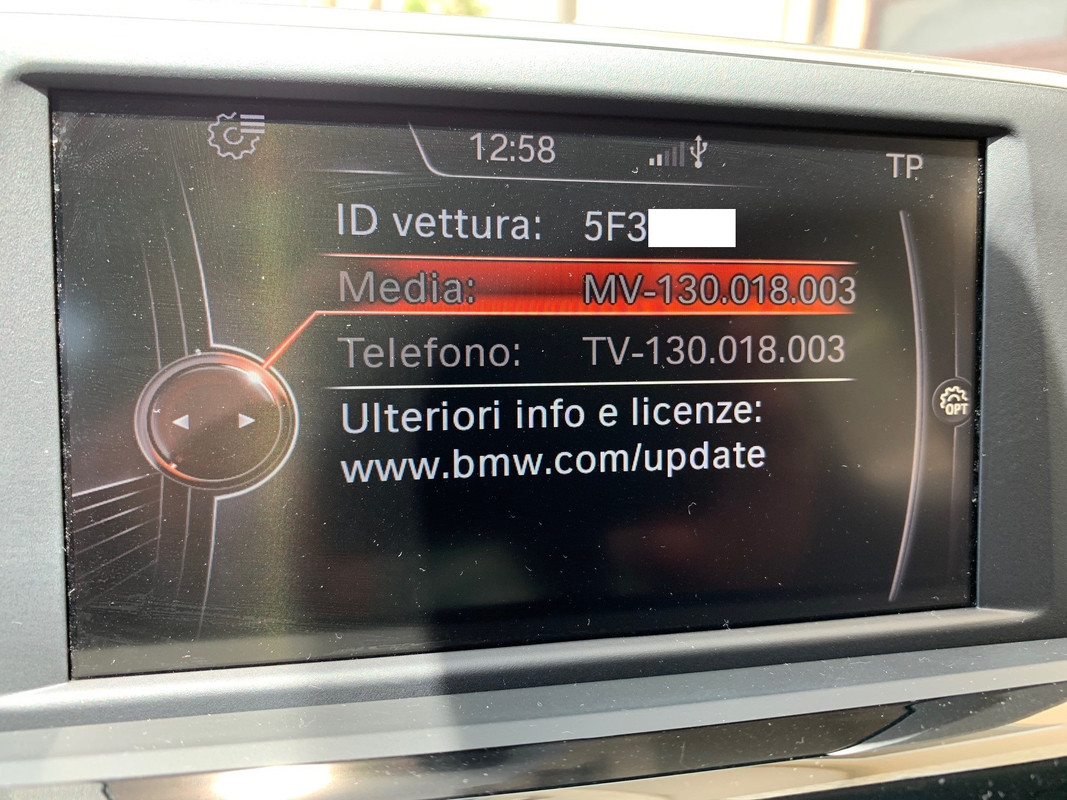 12:58
TP
ID vettura: 5F3
Media: MV-130.018.003
Telefono: TV-130.018.003
OPT
Ulteriori info e licenze:
www.bmw.com/update